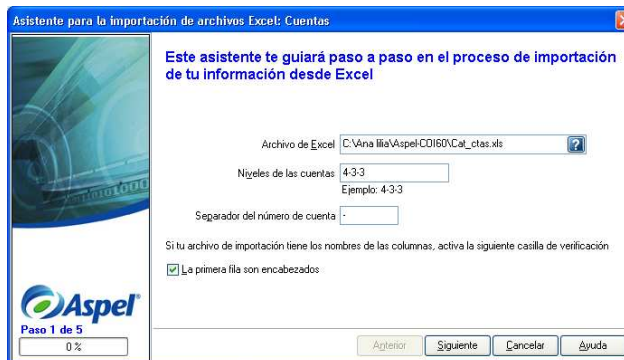 Asistente para la importación de archivos Excel: Cuentas
Este asistente te guiará paso a paso en el proceso de importación
de tu información desde Excel
Archivo de Excel C:\Ana lilia\Aspel-COI60\Cat_ctas.xls ?
Niveles de las cuentas 4-3-3
Ejemplo: 4-3-3
Separador del número de cuenta -
Si tu archivo de importación tiene los nombres de las columnas, activa la siguiente casilla de verificación
La primera fila son encabezados
Aspel
Paso 1 de 5
0 %
Anterior Siguiente Cancelar Ayuda